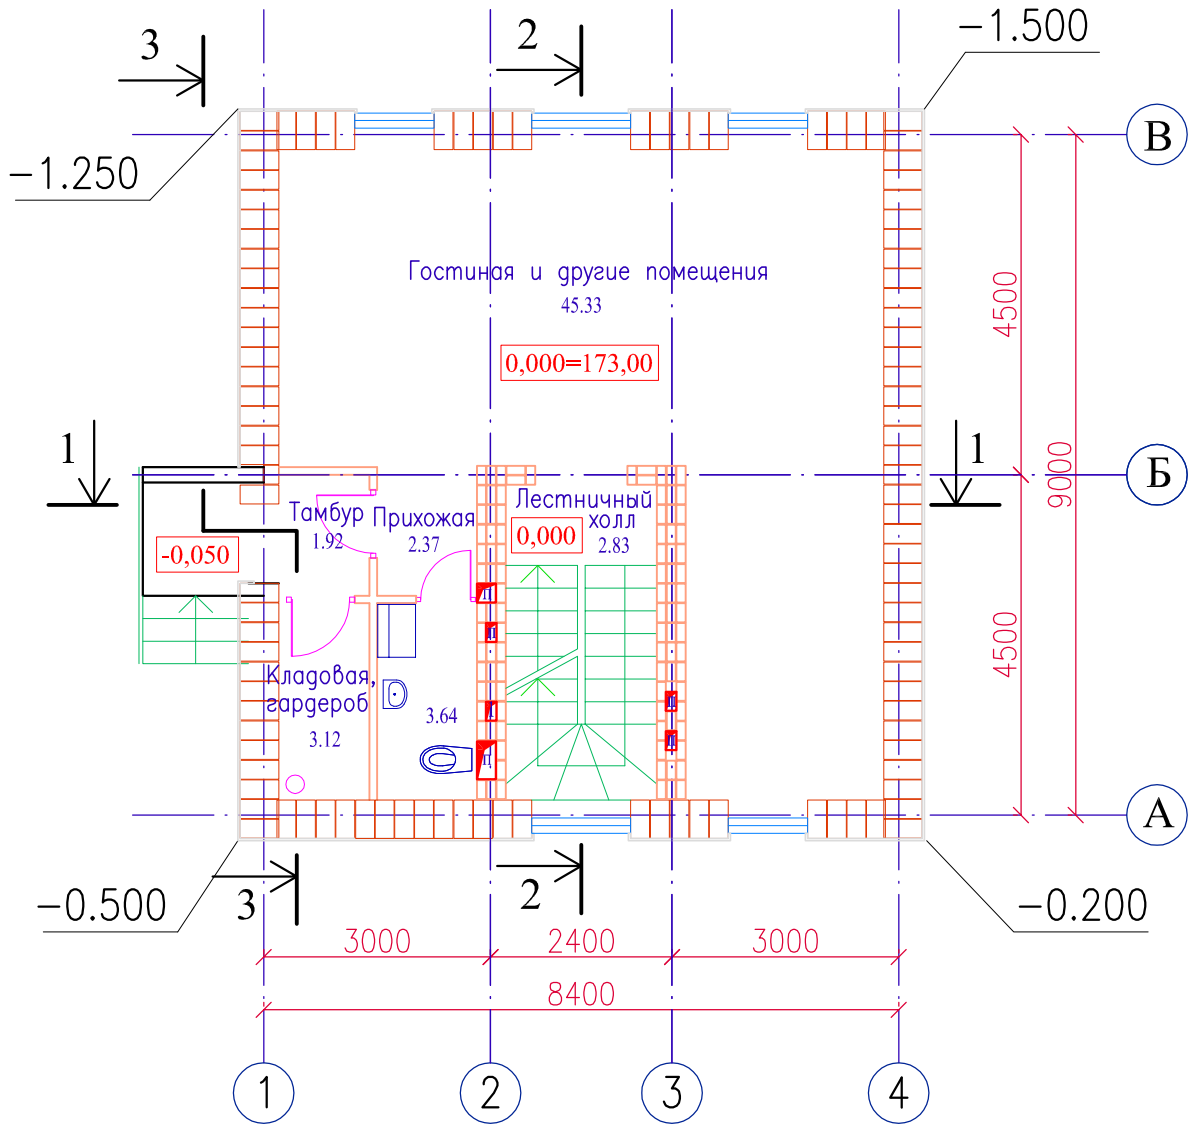 3
2
-1.500
В
-1.250
Гостиная и другие помещения
45.33
0,000=173,00
4500
9000
1
1
Б
Лестничный
холл
2.83
0,000
Тамбур
1.92
Прихожая
2.37
-0,050
П
П
П
П
П
Кладовая,
гардероб
3.12
3.64
4500
А
-0.500
3
2
-0.200
3000
2400
3000
8400
1
2
3
4